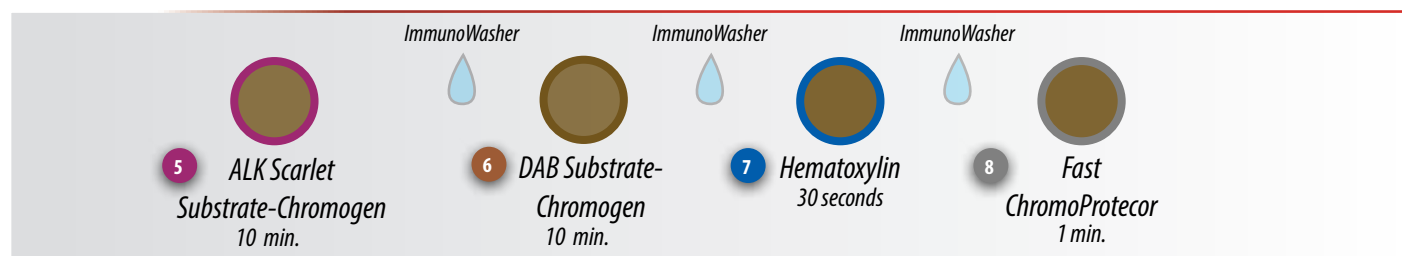 ImmunoWasher
ImmunoWasher
ImmunoWasher
5
ALK Scarlet
Substrate-Chromogen
10 min.
6
DAB Substrate-
Chromogen
10 min.
7
Hematoxylin
30 seconds
8
Fast
ChromoProtecor
1 min.